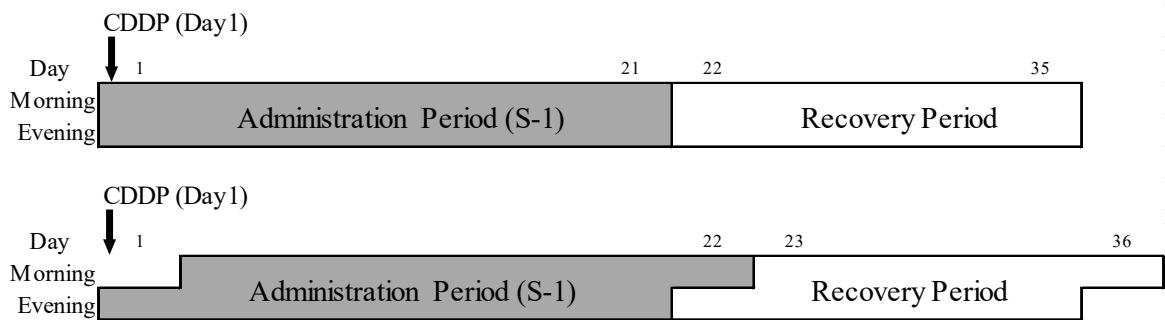 CDDP (Day1)
Day 1 21 22 35
Morning
Administration Period (S-1) Recovery Period
Evening
CDDP (Day1)
Day 1 22 23 36
Morning
Administration Period (S-1) Recovery Period
Evening